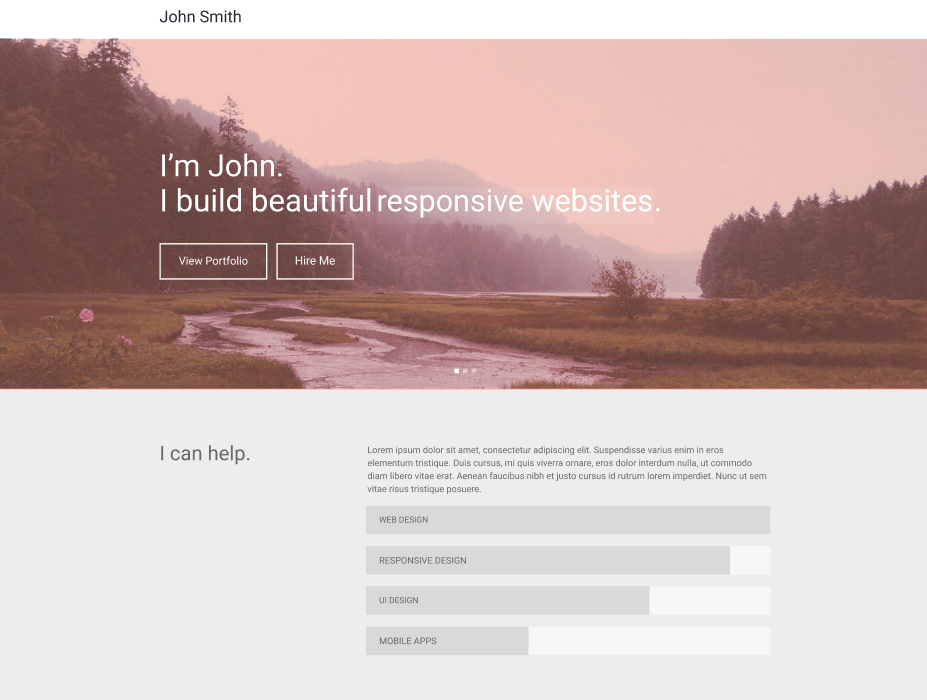 John Smith
I’m John.
I build beautiful responsive websites.
View Portfolio
Hire Me
I can help.
Lorem ipsum dolor sit amet, consectetur adipiscing elit. Suspendisse varius enim in eros
elementum tristique. Duis cursus, mi quis viverra ornare, eros dolor interdum nulla, ut commodo
diam libero vitae erat. Aenean faucibus nibh et justo cursus id rutrum lorem imperdiet. Nunc ut sem
vitae risus tristique posuere.
WEB DESIGN
RESPONSIVE DESIGN
UI DESIGN
MOBILE APPS